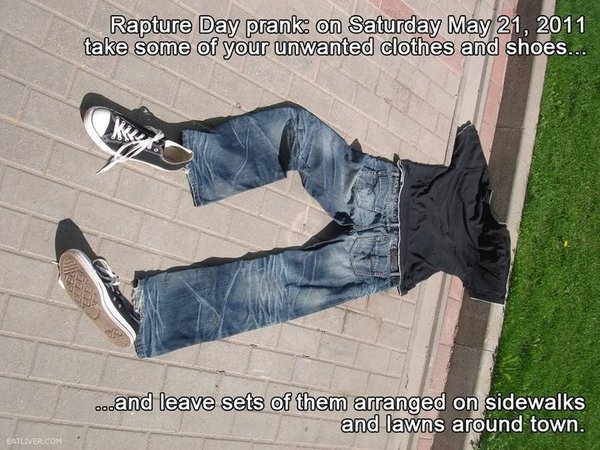 Rapture Day prank: on Saturday May 21, 2011
take some of your unwanted clothes and shoes...
...and leave sets of them arranged on sidewalks
and lawns around town.
EATLIVER.COM